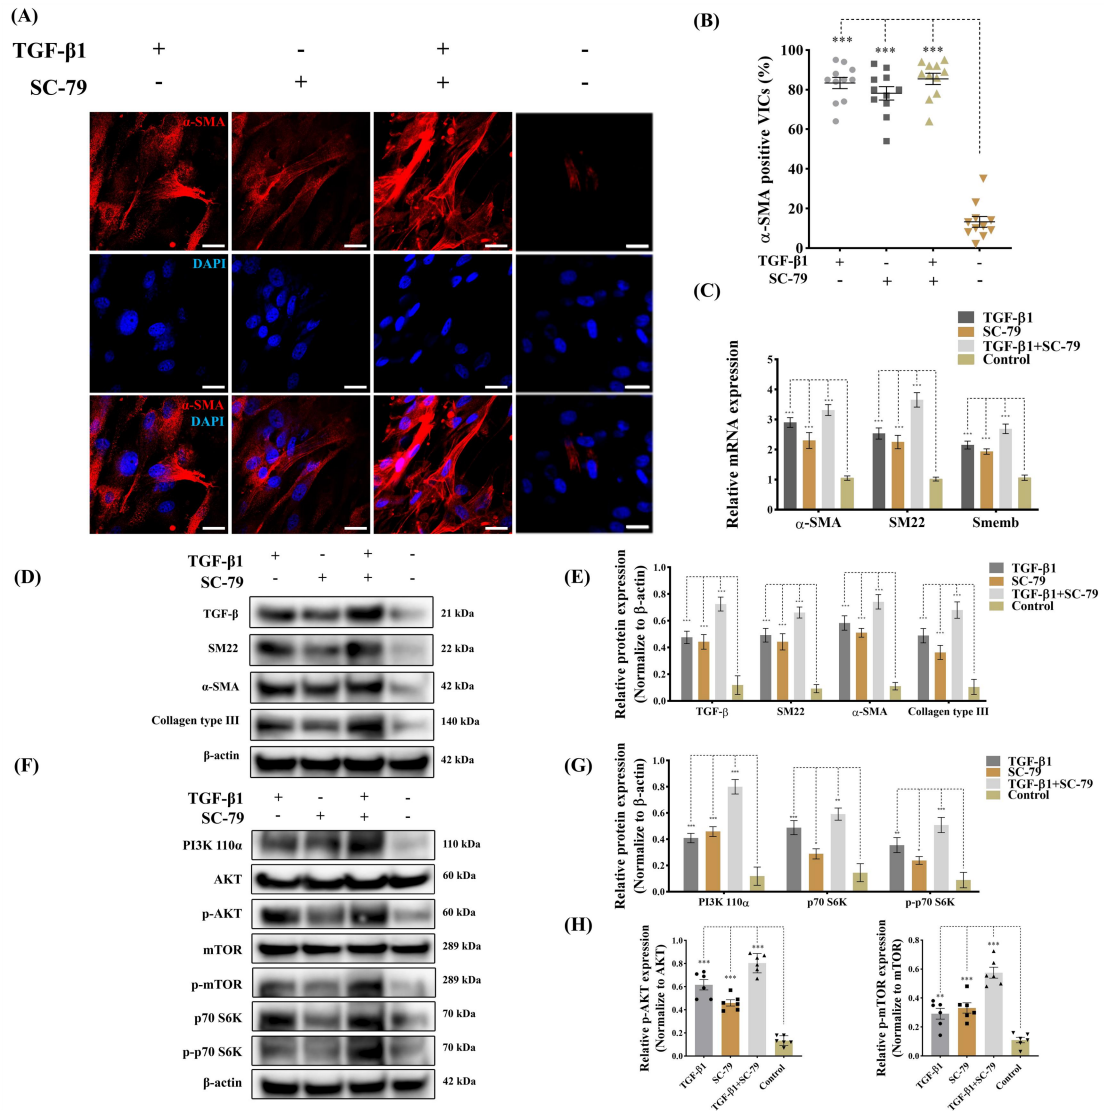 (A)
TGF-β1 + - + -
SC-79 - + + -
α-SMA
DAPI
α-SMA
DAPI
(B)
α-SMA positive VICs (%)
100
80
60
40
20
0
*** *** ***
TGF-β1 + - + -
SC-79 - + + -
(C)
TGF-β1
SC-79
TGF-β1+SC-79
Control
Relative mRNA expression
5
4
3
2
1
0
*** *** ***
*** *** ***
*** *** ***
α-SMA SM22 Smemb
(D)
TGF-β1 + - + -
SC-79 - + + -
TGF-β 21 kDa
SM22 22 kDa
α-SMA 42 kDa
Collagen type III 140 kDa
β-actin 42 kDa
(E)
TGF-β1
SC-79
TGF-β1+SC-79
Control
Relative protein expression
(Normalize to β-actin)
1.0
0.8
0.6
0.4
0.2
0.0
*** *** ***
*** *** ***
*** *** ***
*** *** ***
TGF-β SM22 α-SMA Collagen type III
(F)
TGF-β1 + - + -
SC-79 - + + -
PI3K 110α 110 kDa
AKT 60 kDa
p-AKT 60 kDa
mTOR 289 kDa
p-mTOR 289 kDa
p70 S6K 70 kDa
p-p70 S6K 70 kDa
β-actin 42 kDa
(G)
TGF-β1
SC-79
TGF-β1+SC-79
Control
Relative protein expression
(Normalize to β-actin)
1.0
0.8
0.6
0.4
0.2
0.0
*** *** ***
*** * **
** * ***
PI3K 110α p70 S6K p-p70 S6K
(H)
Relative p-AKT expression
(Normalize to AKT)
1.0
0.8
0.6
0.4
0.2
0.0
*** *** ***
TGF-β1 SC-79 TGF-β1+SC-79 Control
Relative p-mTOR expression
(Normalize to mTOR)
1.0
0.8
0.6
0.4
0.2
0.0
** *** ***
TGF-β1 SC-79 TGF-β1+SC-79 Control